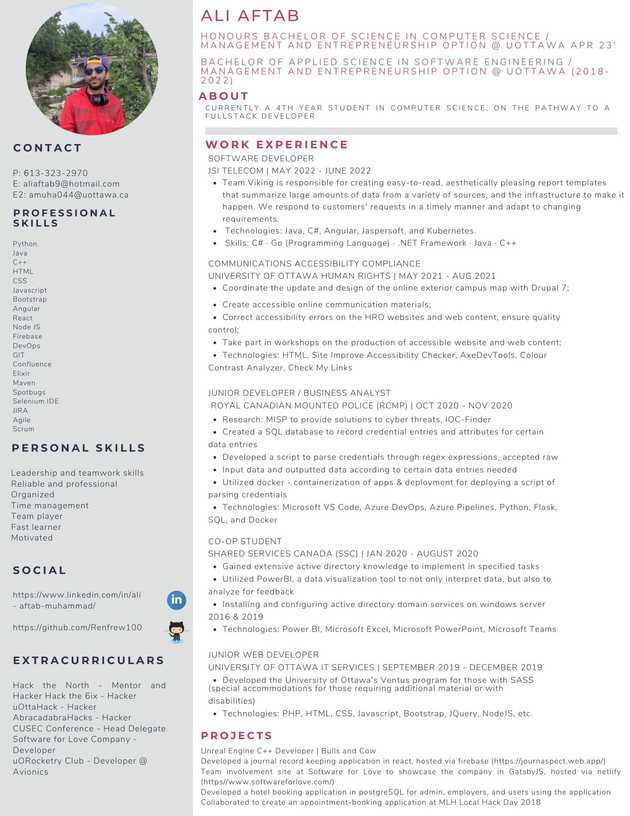 ALI AFTAB
HONOURS BACHELOR OF SCIENCE IN COMPUTER SCIENCE /
MANAGEMENT AND ENTREPRENEURSHIP OPTION @ UOTTAWA APR 23'
BACHELOR OF APPLIED SCIENCE IN SOFTWARE ENGINEERING /
MANAGEMENT AND ENTREPRENEURSHIP OPTION @ UOTTAWA (2018-
2022)
ABOUT
CURRENTLY A 4TH YEAR STUDENT IN COMPUTER SCIENCE, ON THE PATHWAY TO A
FULLSTACK DEVELOPER
CONTACT
P: 613-323-2970
E: aliaftab9@hotmail.com
E2: amuha044@uottawa.ca
PROFESSIONAL
SKILLS
Python
Java
C++
HTML
CSS
Javascript
Bootstrap
Angular
React
Node JS
Firebase
DevOps
GIT
Confluence
Elixir
Maven
Spotbugs
Selenium IDE
JIRA
Agile
Scrum
PERSONAL SKILLS
Leadership and teamwork skills
Reliable and professional
Organized
Time management
Team player
Fast learner
Motivated
SOCIAL
https://www.linkedin.com/in/ali
- aftab-muhammad/
in
https://github.com/Renfrew100
EXTRACURRICULARS
Hack the North - Mentor and
Hacker Hack the 6ix - Hacker
uOttaHack - Hacker
AbracadabraHacks - Hacker
CUSEC Conference - Head Delegate
Software for Love Company -
Developer
uORocketry Club - Developer @
Avionics
WORK EXPERIENCE
SOFTWARE DEVELOPER
JSI TELECOM | MAY 2022 - JUNE 2022
• Team Viking is responsible for creating easy-to-read, aesthetically pleasing report templates
that summarize large amounts of data from a variety of sources, and the infrastructure to make it
happen. We respond to customers' requests in a timely manner and adapt to changing
requirements.
• Technologies: Java, C#, Angular, Jaspersoft, and Kubernetes.
• Skills: C# · Go (Programming Language) · .NET Framework · Java · C++
COMMUNICATIONS ACCESSIBILITY COMPLIANCE
UNIVERSITY OF OTTAWA HUMAN RIGHTS | MAY 2021 - AUG 2021
• Coordinate the update and design of the online exterior campus map with Drupal 7;
• Create accessible online communication materials;
• Correct accessibility errors on the HRO websites and web content, ensure quality
control;
• Take part in workshops on the production of accessible website and web content;
• Technologies: HTML, Site Improve Accessibility Checker, AxeDevTools, Colour
Contrast Analyzer, Check My Links
JUNIOR DEVELOPER / BUSINESS ANALYST
ROYAL CANADIAN MOUNTED POLICE (RCMP) | OCT 2020 - NOV 2020
• Research: MISP to provide solutions to cyber threats, IOC-Finder
• Created a SQL database to record credential entries and attributes for certain
data entries
• Developed a script to parse credentials through regex expressions, accepted raw
• Input data and outputted data according to certain data entries needed
• Utilized docker - containerization of apps & deployment for deploying a script of
parsing credentials
• Technologies: Microsoft VS Code, Azure DevOps, Azure Pipelines, Python, Flask,
SQL, and Docker
CO-OP STUDENT
SHARED SERVICES CANADA (SSC) | JAN 2020 - AUGUST 2020
• Gained extensive active directory knowledge to implement in specified tasks
• Utilized PowerBI, a data visualization tool to not only interpret data, but also to
analyze for feedback
• Installing and configuring active directory domain services on windows server
2016 & 2019
• Technologies: Power BI, Microsoft Excel, Microsoft PowerPoint, Microsoft Teams
JUNIOR WEB DEVELOPER
UNIVERSITY OF OTTAWA IT SERVICES | SEPTEMBER 2019 - DECEMBER 2019
• Developed the University of Ottawa's Ventus program for those with SASS
(special accommodations for those requiring additional material or with
disabilities)
• Technologies: PHP, HTML, CSS, Javascript, Bootstrap, JQuery, NodeJS, etc.
PROJECTS
Unreal Engine C++ Developer | Bulls and Cow
Developed a journal record keeping application in react, hosted via firebase (https://journaspect.web.app/)
Team involvement site at Software for Love to showcase the company in GatsbyJS, hosted via netlify
(https//www.softwareforlove.com/)
Developed a hotel booking application in postgreSQL for admin, employers, and users using the application
Collaborated to create an appointment-booking application at MLH Local Hack Day 2018